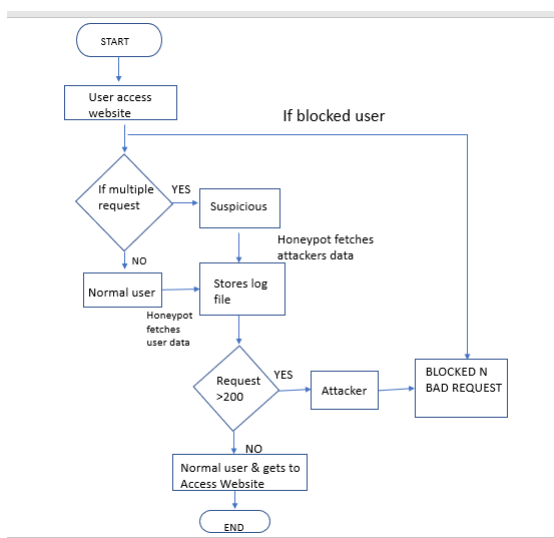 START
User access
website
If blocked user
If multiple
request
YES
Suspicious
Honeypot fetches
attackers data
NO
Normal user
Stores log
file
Honeypot
fetches
user data
Request
>200
YES
Attacker
BLOCKED N
BAD REQUEST
NO
Normal user & gets to
Access Website
END